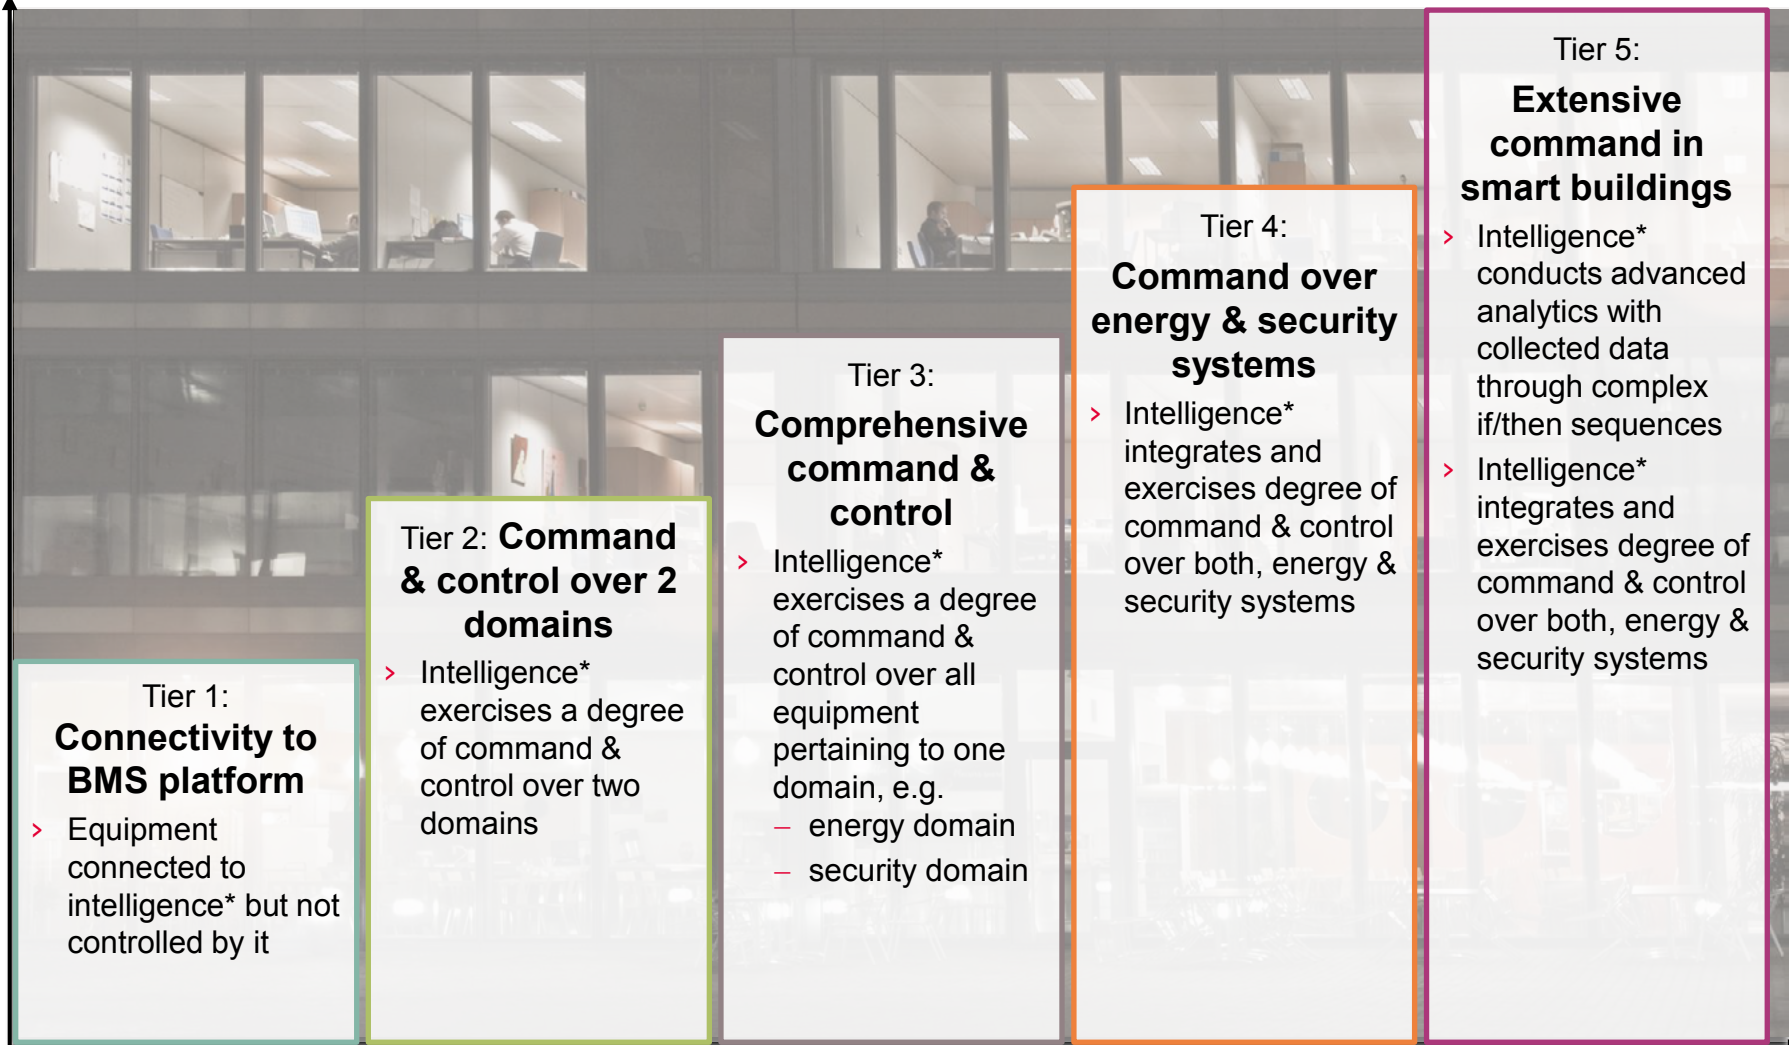 Tier 1:
Connectivity to
BMS platform
› Equipment
connected to
intelligence* but not
controlled by it
Tier 2: Command
& control over 2
domains
› Intelligence*
exercises a degree
of command &
control over two
domains
Tier 3:
Comprehensive
command &
control
› Intelligence*
exercises a degree
of command &
control over all
equipment
pertaining to one
domain, e.g.
– energy domain
– security domain
Tier 4:
Command over
energy & security
systems
› Intelligence*
integrates and
exercises degree of
command & control
over both, energy &
security systems
Tier 5:
Extensive
command in
smart buildings
› Intelligence*
conducts advanced
analytics with
collected data
through complex
if/then sequences
› Intelligence*
integrates and
exercises degree of
command & control
over both, energy &
security systems